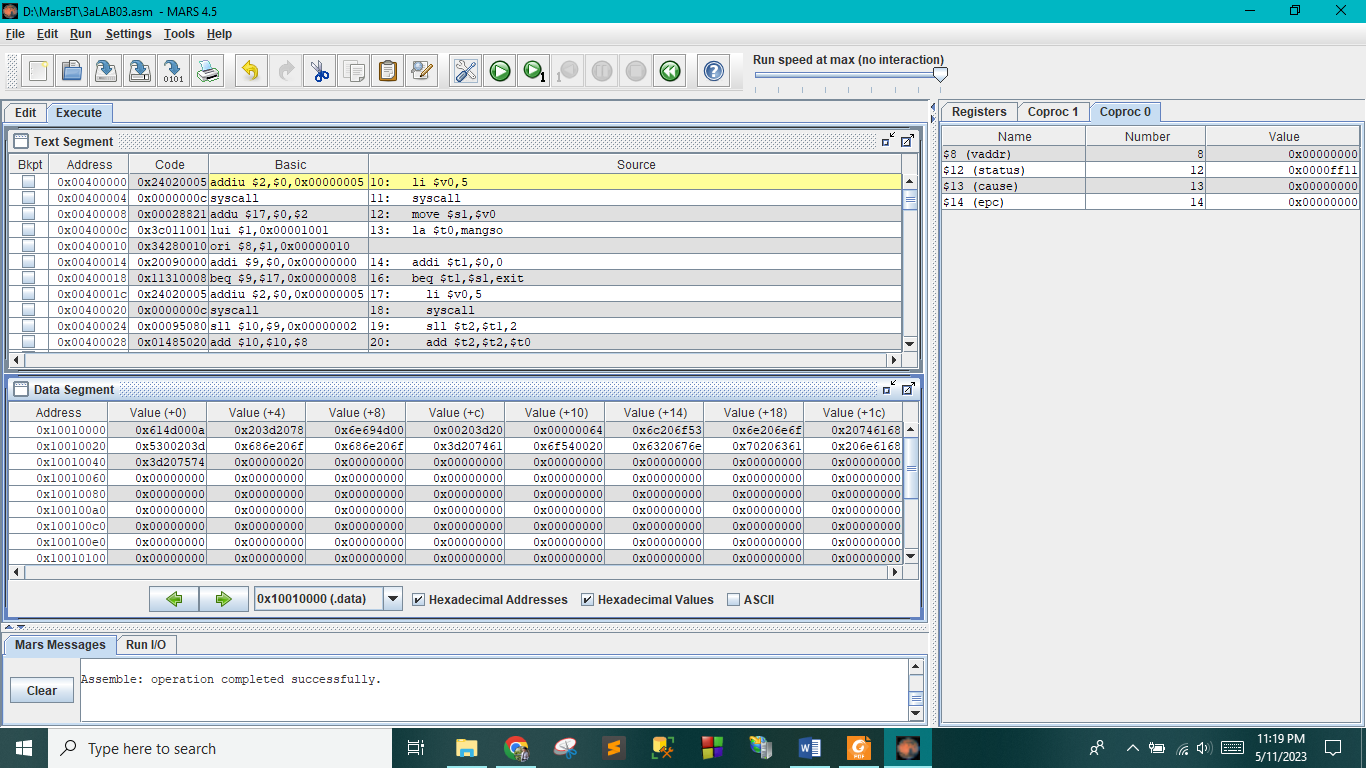 D:\MarsBT\3aLAB03.asm - MARS 4.5
File Edit Run Settings Tools Help
Run speed at max (no interaction)
Edit Execute
Text Segment
Bkpt Address Code Basic Source
0x00400000 0x24020005 addiu $2,$0,0x00000005 10: li $v0,5
0x00400004 0x0000000c syscall 11: syscall
0x00400008 0x00028821 addu $17,$0,$2 12: move $s1,$v0
0x0040000c 0x3c011001 lui $1,0x00001001 13: la $t0,mangso
0x00400010 0x34280010 ori $8,$1,0x00000010
0x00400014 0x20090000 addi $9,$0,0x00000000 14: addi $t1,$0,0
0x00400018 0x11310008 beq $9,$17,0x00000008 16: beq $t1,$s1,exit
0x0040001c 0x24020005 addiu $2,$0,0x00000005 17: li $v0,5
0x00400020 0x0000000c syscall 18: syscall
0x00400024 0x00095080 sll $10,$9,0x00000002 19: sll $t2,$t1,2
0x00400028 0x01485020 add $10,$10,$8 20: add $t2,$t2,$t0
Data Segment
Address Value (+0) Value (+4) Value (+8) Value (+c) Value (+10) Value (+14) Value (+18) Value (+1c)
0x10010000 0x614d000a 0x203d2078 0x6e694d00 0x00203d20 0x00000064 0x6c206f53 0x6e206e6f 0x20746168
0x10010020 0x5300203d 0x686e206f 0x686e206f 0x3d207461 0x6f540020 0x6320676e 0x70206361 0x206e6168
0x10010040 0x3d207574 0x00000020 0x00000000 0x00000000 0x00000000 0x00000000 0x00000000 0x00000000
0x10010060 0x00000000 0x00000000 0x00000000 0x00000000 0x00000000 0x00000000 0x00000000 0x00000000
0x10010080 0x00000000 0x00000000 0x00000000 0x00000000 0x00000000 0x00000000 0x00000000 0x00000000
0x100100a0 0x00000000 0x00000000 0x00000000 0x00000000 0x00000000 0x00000000 0x00000000 0x00000000
0x100100c0 0x00000000 0x00000000 0x00000000 0x00000000 0x00000000 0x00000000 0x00000000 0x00000000
0x100100e0 0x00000000 0x00000000 0x00000000 0x00000000 0x00000000 0x00000000 0x00000000 0x00000000
0x10010100 0x00000000 0x00000000 0x00000000 0x00000000 0x00000000 0x00000000 0x00000000 0x00000000
0x10010000 (.data) Hexadecimal Addresses Hexadecimal Values ASCII
Mars Messages Run I/O
Clear
Assemble: operation completed successfully.
Registers Coproc 1 Coproc 0
Name Number Value
$8 (vaddr) 8 0x00000000
$12 (status) 12 0x0000ff11
$13 (cause) 13 0x00000000
$14 (epc) 14 0x00000000
Type here to search
11:19 PM
5/11/2023